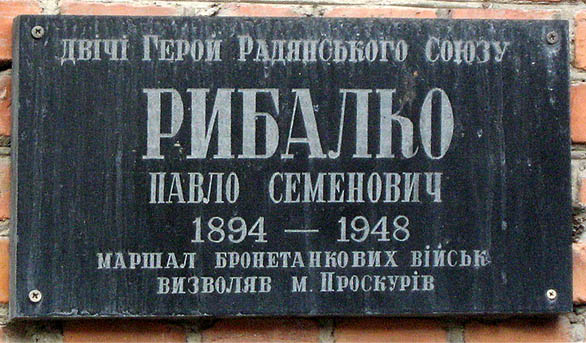 двічі Герой Радянського Союзу
РИБАЛКО
ПАВЛО СЕМЕНОВИЧ
1894 — 1948
маршал бронетанкових військ
визволяв м. Проскурів